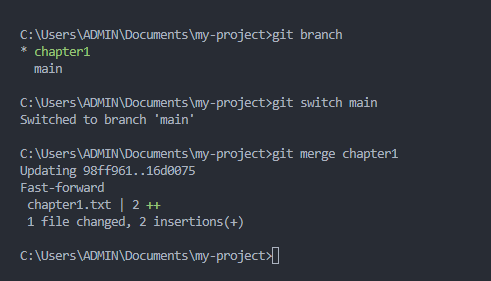 C:\Users\ADMIN\Documents\my-project>git branch
* chapter1
  main
C:\Users\ADMIN\Documents\my-project>git switch main
Switched to branch 'main'
C:\Users\ADMIN\Documents\my-project>git merge chapter1
Updating 98ff961..16d0075
Fast-forward
 chapter1.txt | 2 ++
 1 file changed, 2 insertions(+)
C:\Users\ADMIN\Documents\my-project>